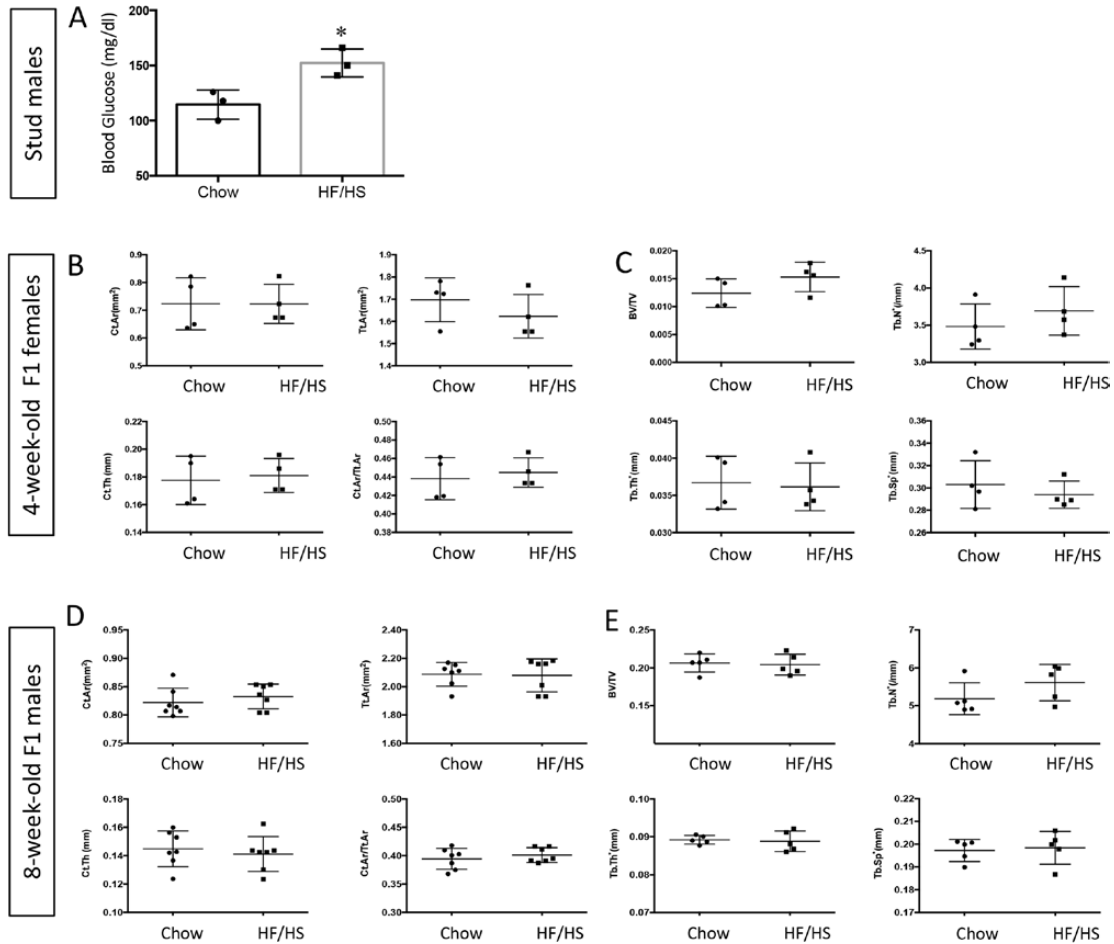 Stud males
A
Blood Glucose (mg/dl)
200
150
100
50
*
Chow HF/HS
4-week-old F1 females
B
Ct.Ar(mm²)
0.9
0.8
0.7
0.6
0.5
Chow HF/HS
Tt.Ar(mm²)
1.9
1.8
1.7
1.6
1.5
1.4
Chow HF/HS
C
BV/TV
0.020
0.015
0.010
0.005
0.000
Chow HF/HS
Tb.N*(/mm)
4.5
4.0
3.5
3.0
Chow HF/HS
Ct.Th (mm)
0.22
0.20
0.18
0.16
0.14
Chow HF/HS
Ct.Ar/Tt.Ar
0.48
0.46
0.44
0.42
0.40
0.38
Chow HF/HS
Tb.Th*(mm)
0.045
0.040
0.035
0.030
Chow HF/HS
Tb.Sp*(mm)
0.36
0.34
0.32
0.30
0.28
0.26
Chow HF/HS
8-week-old F1 males
D
Ct.Ar(mm²)
0.95
0.90
0.85
0.80
0.75
Chow HF/HS
Tt.Ar(mm²)
2.40
2.20
2.00
1.80
1.60
Chow HF/HS
E
BV/TV
0.25
0.20
0.15
Chow HF/HS
Tb.N*(/mm)
7
6
5
4
Chow HF/HS
Ct.Th (mm)
0.18
0.16
0.14
0.12
0.10
Chow HF/HS
Ct.Ar/Tt.Ar
0.50
0.45
0.40
0.35
0.30
Chow HF/HS
Tb.Th*(mm)
0.10
0.09
0.08
0.07
Chow HF/HS
Tb.Sp*(mm)
0.22
0.21
0.20
0.19
0.18
0.17
Chow HF/HS